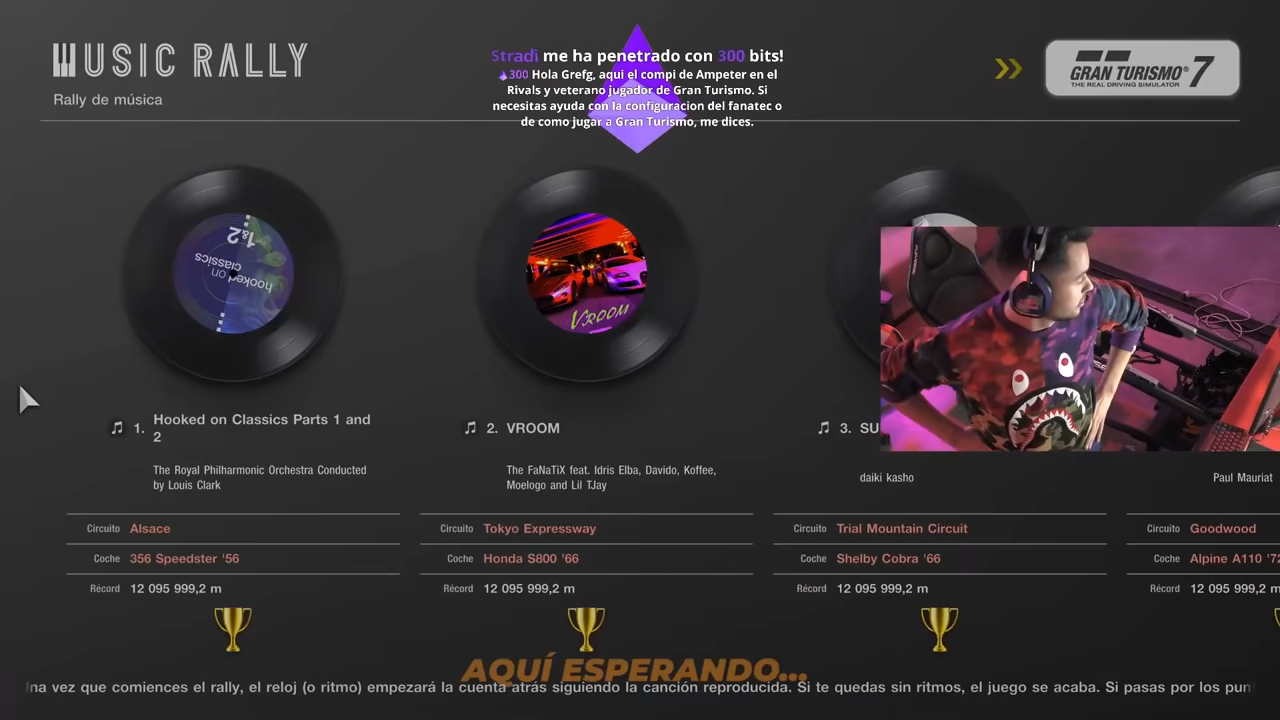 MUSIC RALLY
Rally de música
Stradi me ha penetrado con 300 bits!
300 Hola Grefg, aqui el compi de Ampeter en el
Rivals y veterano jugador de Gran Turismo. Si
necesitas ayuda con la configuracion del fanatec o
de como jugar a Gran Turismo, me dices.
GRAN TURISMO® 7
THE REAL DRIVING SIMULATOR
1&2
hooked on classics
VROOM
1. Hooked on Classics Parts 1 and
2
The Royal Philharmonic Orchestra Conducted
by Louis Clark
Circuito Alsace
Coche 356 Speedster '56
Récord 12 095 999,2 m
2. VROOM
The FaNaTiX feat. Idris Elba, Davido, Koffee,
Moelogo and Lil TJay
Circuito Tokyo Expressway
Coche Honda S800 '66
Récord 12 095 999,2 m
3. SU
daiki kasho
Circuito Trial Mountain Circuit
Coche Shelby Cobra '66
Récord 12 095 999,2 m
Paul Mauriat
Circuito Goodwood
Coche Alpine A110 '72
Récord 12 095 999,2 m
AQUÍ ESPERANDO...
na vez que comiences el rally, el reloj (o ritmo) empezará la cuenta atrás siguiendo la canción reproducida. Si te quedas sin ritmos, el juego se acaba. Si pasas por los pun